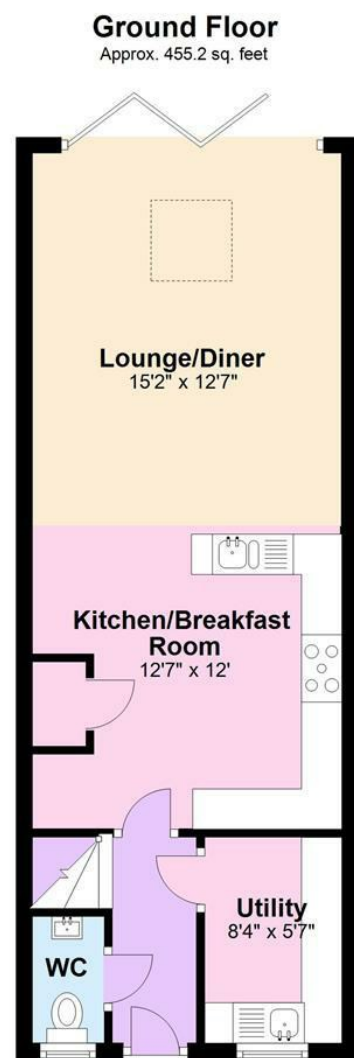 Ground Floor
Approx. 455.2 sq. feet
Lounge/Diner
15'2" x 12'7"
Kitchen/Breakfast
Room
12'7" x 12'
Utility
8'4" x 5'7"
WC